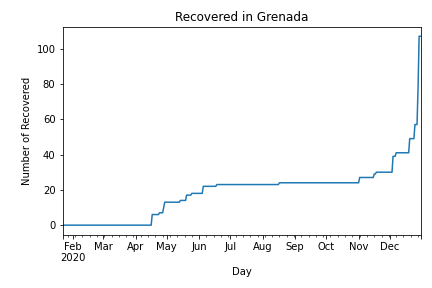 Recovered in Grenada
Number of Recovered
100
80
60
40
20
0
Feb Mar Apr May Jun Jul Aug Sep Oct Nov Dec
2020
Day